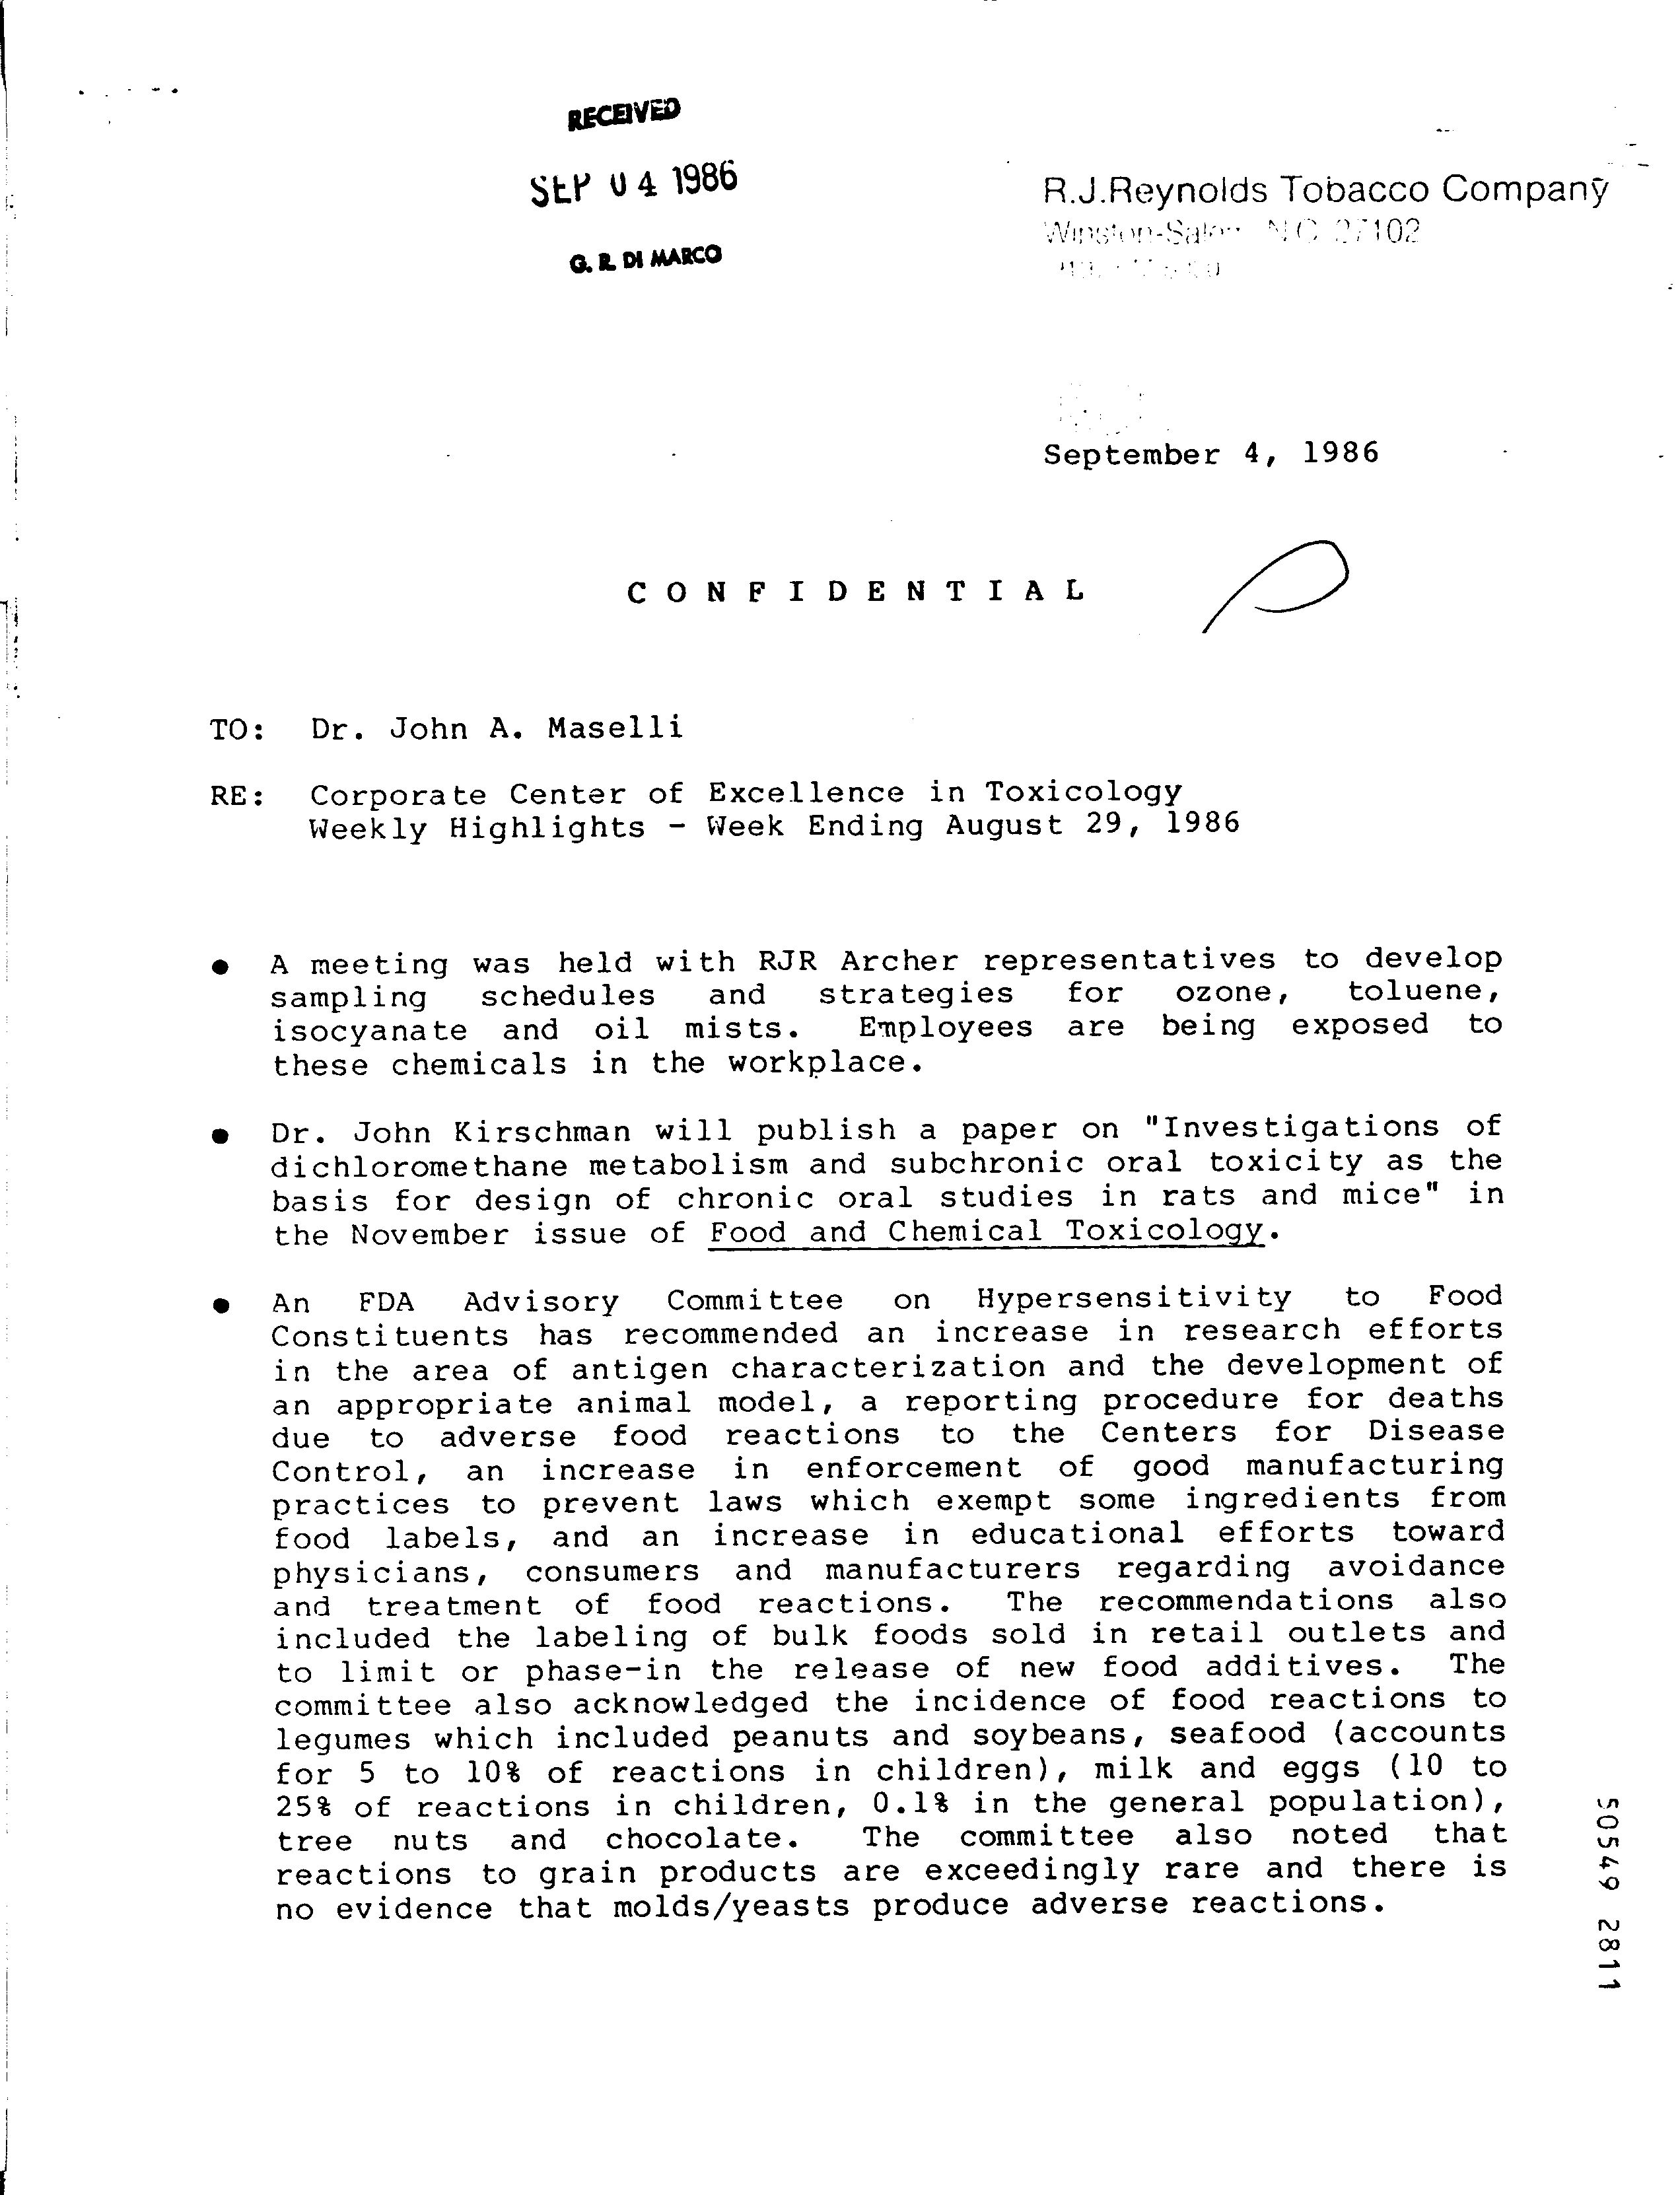 RECEIVED
SEP 04 1986
G. R. DI MARCO
R.J.Reynolds Tobacco Company
Winston-Salem NC 27102
September 4, 1986
C O N F I D E N T I A L
TO: Dr. John A. Maselli
RE: Corporate Center of Excellence in Toxicology
Weekly Highlights - Week Ending August 29, 1986
● A meeting was held with RJR Archer representatives to develop
sampling schedules and strategies for ozone, toluene,
isocyanate and oil mists. Employees are being exposed to
these chemicals in the workplace.
● Dr. John Kirschman will publish a paper on "Investigations of
dichloromethane metabolism and subchronic oral toxicity as the
basis for design of chronic oral studies in rats and mice" in
the November issue of Food and Chemical Toxicology.
● An FDA Advisory Committee on Hypersensitivity to Food
Constituents has recommended an increase in research efforts
in the area of antigen characterization and the development of
an appropriate animal model, a reporting procedure for deaths
due to adverse food reactions to the Centers for Disease
Control, an increase in enforcement of good manufacturing
practices to prevent laws which exempt some ingredients from
food labels, and an increase in educational efforts toward
physicians, consumers and manufacturers regarding avoidance
and treatment of food reactions. The recommendations also
included the labeling of bulk foods sold in retail outlets and
to limit or phase-in the release of new food additives. The
committee also acknowledged the incidence of food reactions to
legumes which included peanuts and soybeans, seafood (accounts
for 5 to 10% of reactions in children), milk and eggs (10 to
25% of reactions in children, 0.1% in the general population),
tree nuts and chocolate. The committee also noted that
reactions to grain products are exceedingly rare and there is
no evidence that molds/yeasts produce adverse reactions.
50549 2811